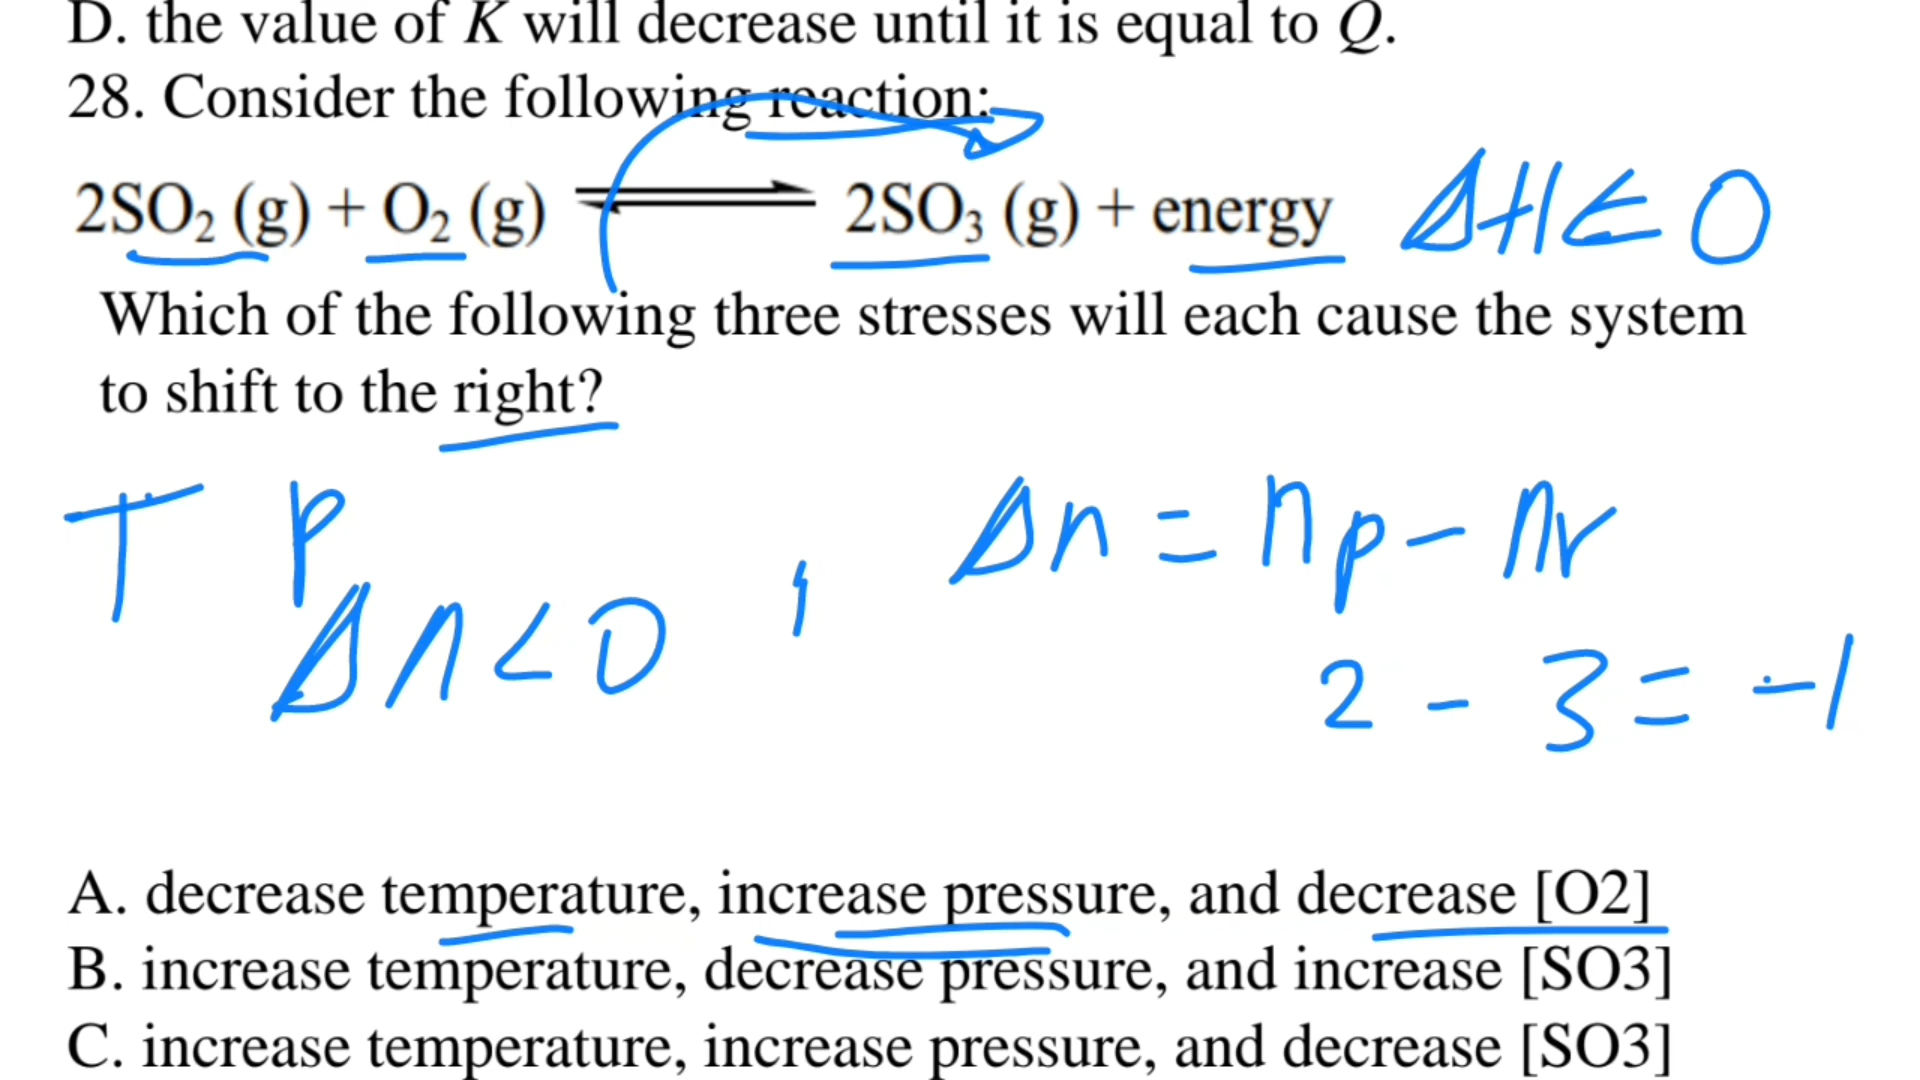 D. the value of K will decrease until it is equal to Q.
28. Consider the following reaction:
2SO₂ (g) + O₂ (g) ⇌ 2SO₃ (g) + energy ΔH < 0
Which of the following three stresses will each cause the system
to shift to the right?
T P Δn = np - nr
Δn < 0 ,
2 - 3 = -1
A. decrease temperature, increase pressure, and decrease [O2]
B. increase temperature, decrease pressure, and increase [SO3]
C. increase temperature, increase pressure, and decrease [SO3]